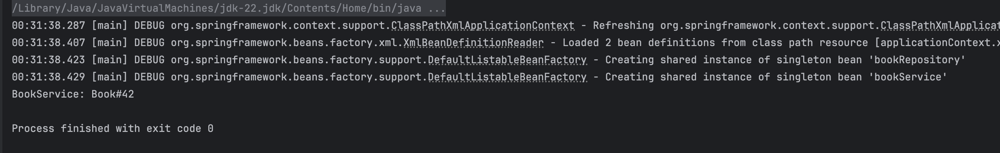 /Library/Java/JavaVirtualMachines/jdk-22.jdk/Contents/Home/bin/java ...
00:31:38.287 [main] DEBUG org.springframework.context.support.ClassPathXmlApplicationContext - Refreshing org.springframework.context.support.ClassPathXmlApplicat
00:31:38.407 [main] DEBUG org.springframework.beans.factory.xml.XmlBeanDefinitionReader - Loaded 2 bean definitions from class path resource [applicationContext.x
00:31:38.423 [main] DEBUG org.springframework.beans.factory.support.DefaultListableBeanFactory - Creating shared instance of singleton bean 'bookRepository'
00:31:38.429 [main] DEBUG org.springframework.beans.factory.support.DefaultListableBeanFactory - Creating shared instance of singleton bean 'bookService'
BookService: Book#42
Process finished with exit code 0